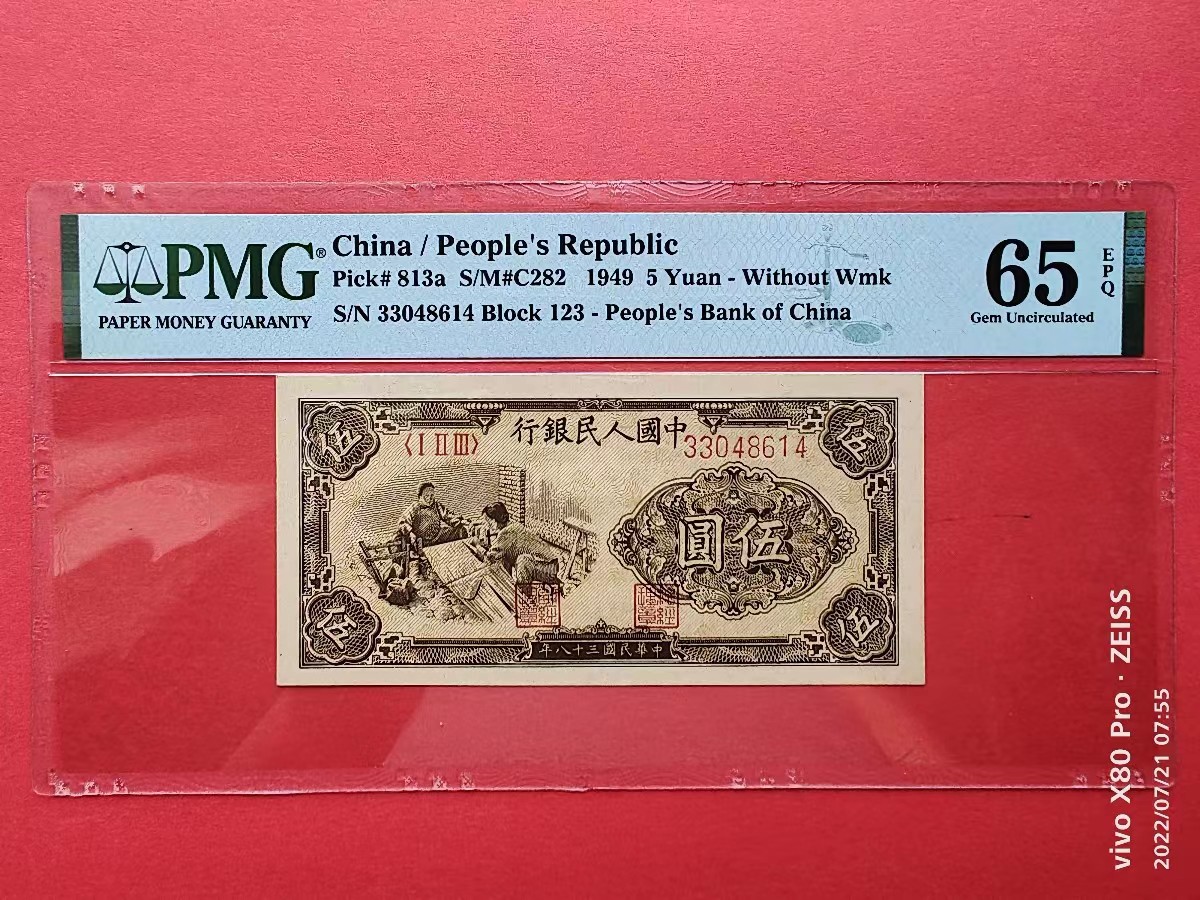 PMG®
PAPER MONEY GUARANTY
China / People's Republic
Pick# 813a S/M#C282 1949 5 Yuan - Without Wmk
S/N 33048614 Block 123 - People's Bank of China
65
EPQ
Gem Uncirculated
伍
伍
中國人民銀行
〈I II III〉
33048614
伍圓
伍
伍
中華民國三十八年
vivo X80 Pro · ZEISS
2022/07/21 07:55